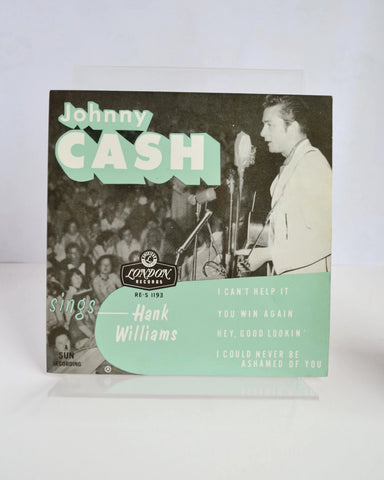 Johnny
CASH
LONDON
RECORDS
RE-S 1193
sings
Hank
Williams
I CAN'T HELP IT
YOU WIN AGAIN
HEY, GOOD LOOKIN'
I COULD NEVER BE
ASHAMED OF YOU
A
SUN
RECORDING